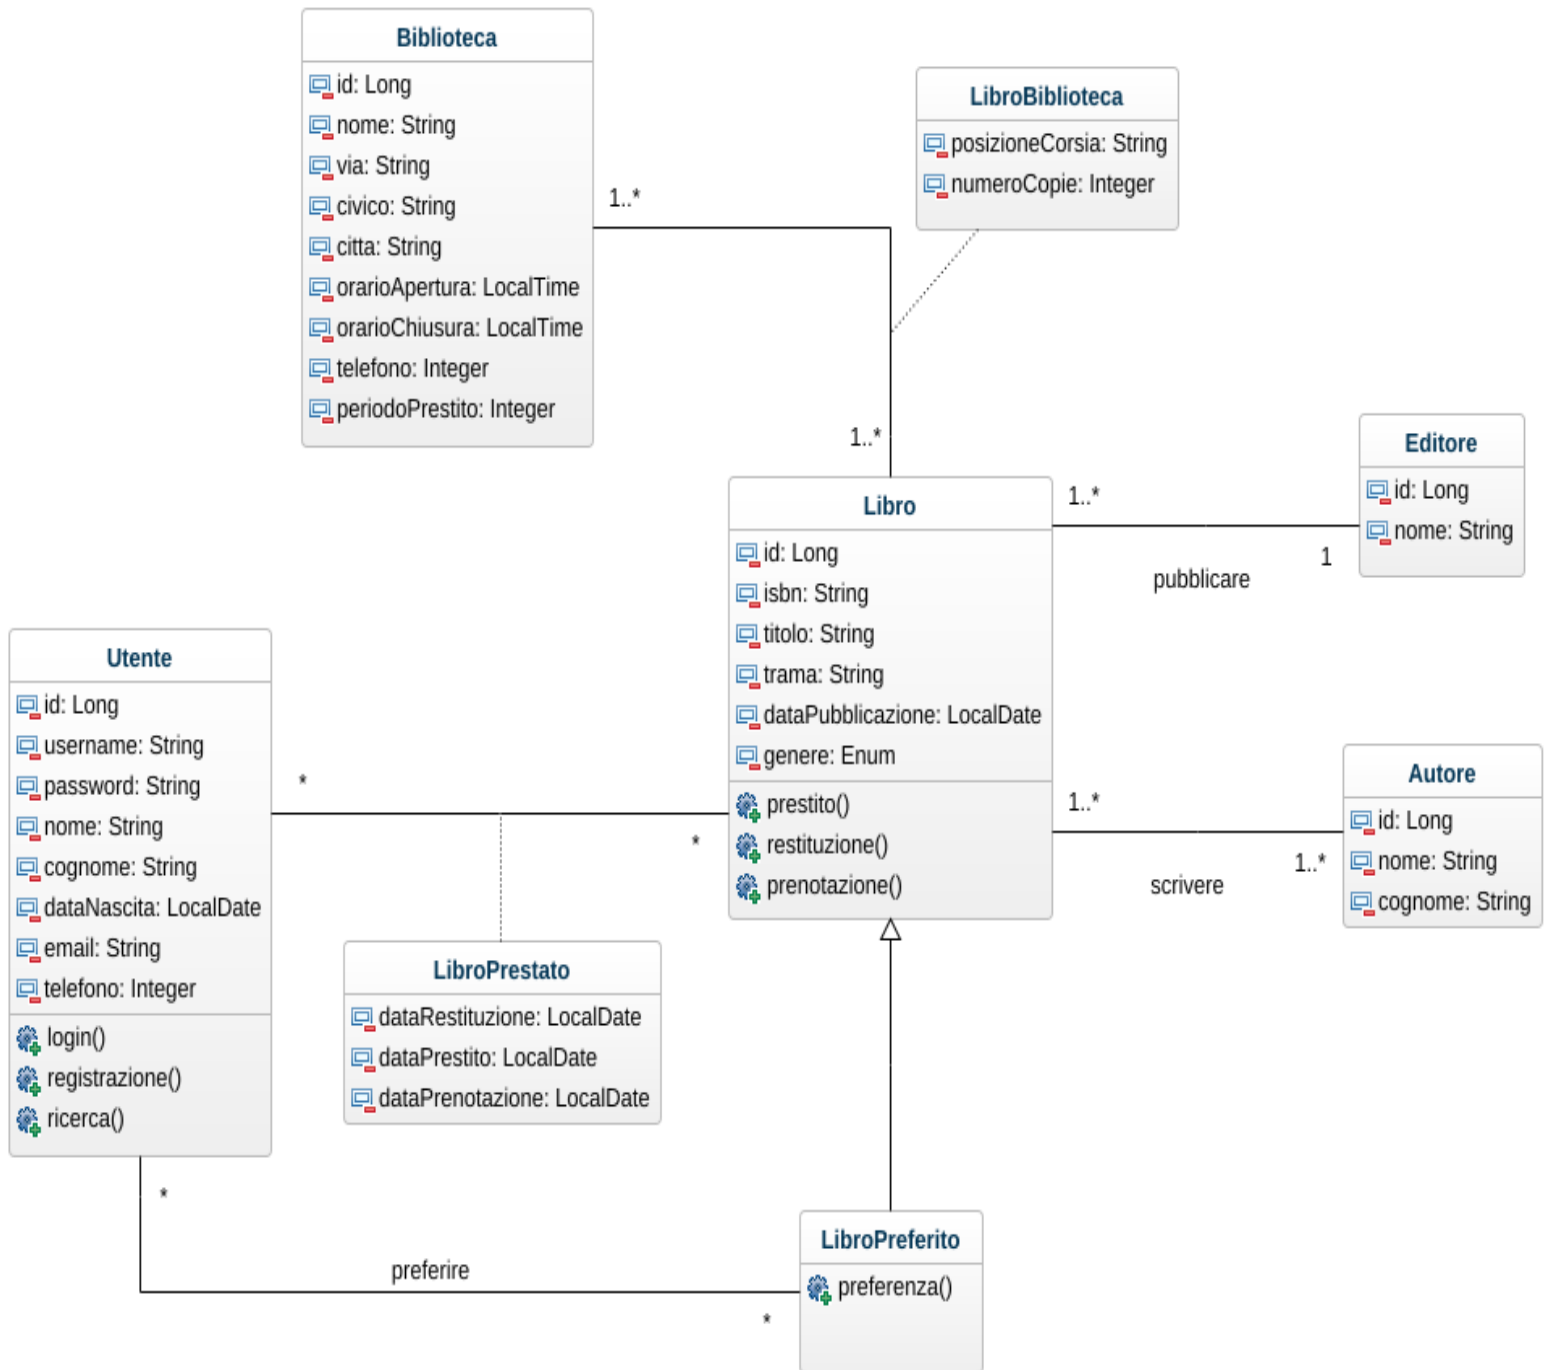 Biblioteca
id: Long
nome: String
via: String
civico: String
citta: String
orarioApertura: LocalTime
orarioChiusura: LocalTime
telefono: Integer
periodoPrestito: Integer
1..*
LibroBiblioteca
posizioneCorsia: String
numeroCopie: Integer
1..*
Libro
id: Long
isbn: String
titolo: String
trama: String
dataPubblicazione: LocalDate
genere: Enum
prestito()
restituzione()
prenotazione()
1..*
1
pubblicare
Editore
id: Long
nome: String
1..*
1..*
scrivere
Autore
id: Long
nome: String
cognome: String
Utente
id: Long
username: String
password: String
nome: String
cognome: String
dataNascita: LocalDate
email: String
telefono: Integer
login()
registrazione()
ricerca()
*
*
LibroPrestato
dataRestituzione: LocalDate
dataPrestito: LocalDate
dataPrenotazione: LocalDate
*
preferire
*
LibroPreferito
preferenza()